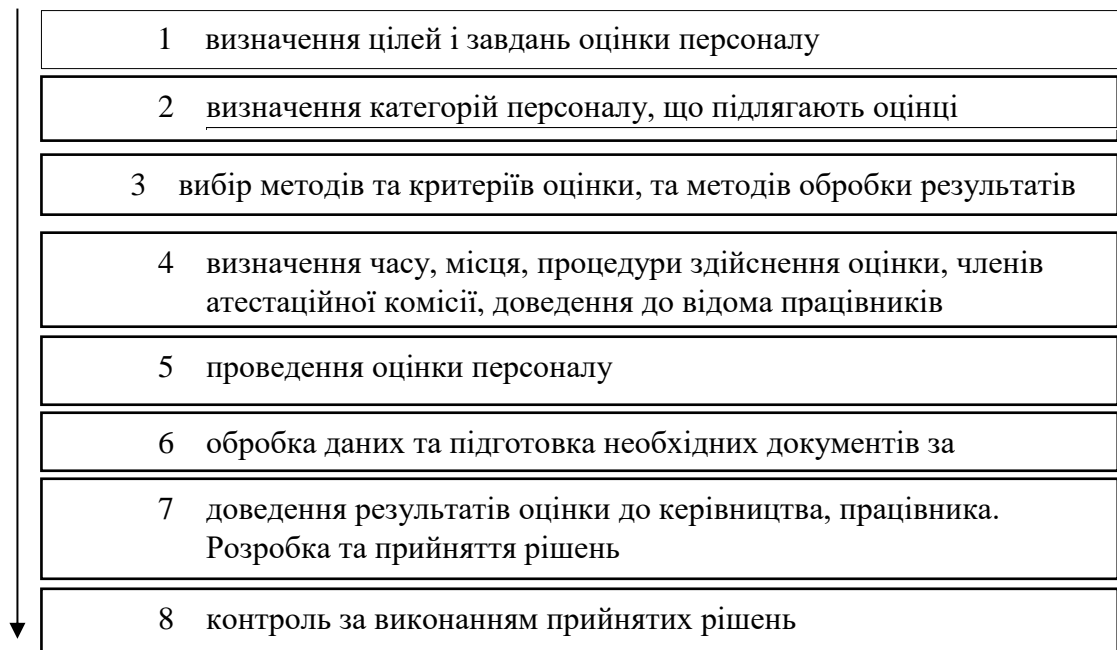 1 визначення цілей і завдань оцінки персоналу
2 визначення категорій персоналу, що підлягають оцінці
3 вибір методів та критеріїв оцінки, та методів обробки результатів
4 визначення часу, місця, процедури здійснення оцінки, членів
атестаційної комісії, доведення до відома працівників
5 проведення оцінки персоналу
6 обробка даних та підготовка необхідних документів за
7 доведення результатів оцінки до керівництва, працівника.
Розробка та прийняття рішень
8 контроль за виконанням прийнятих рішень